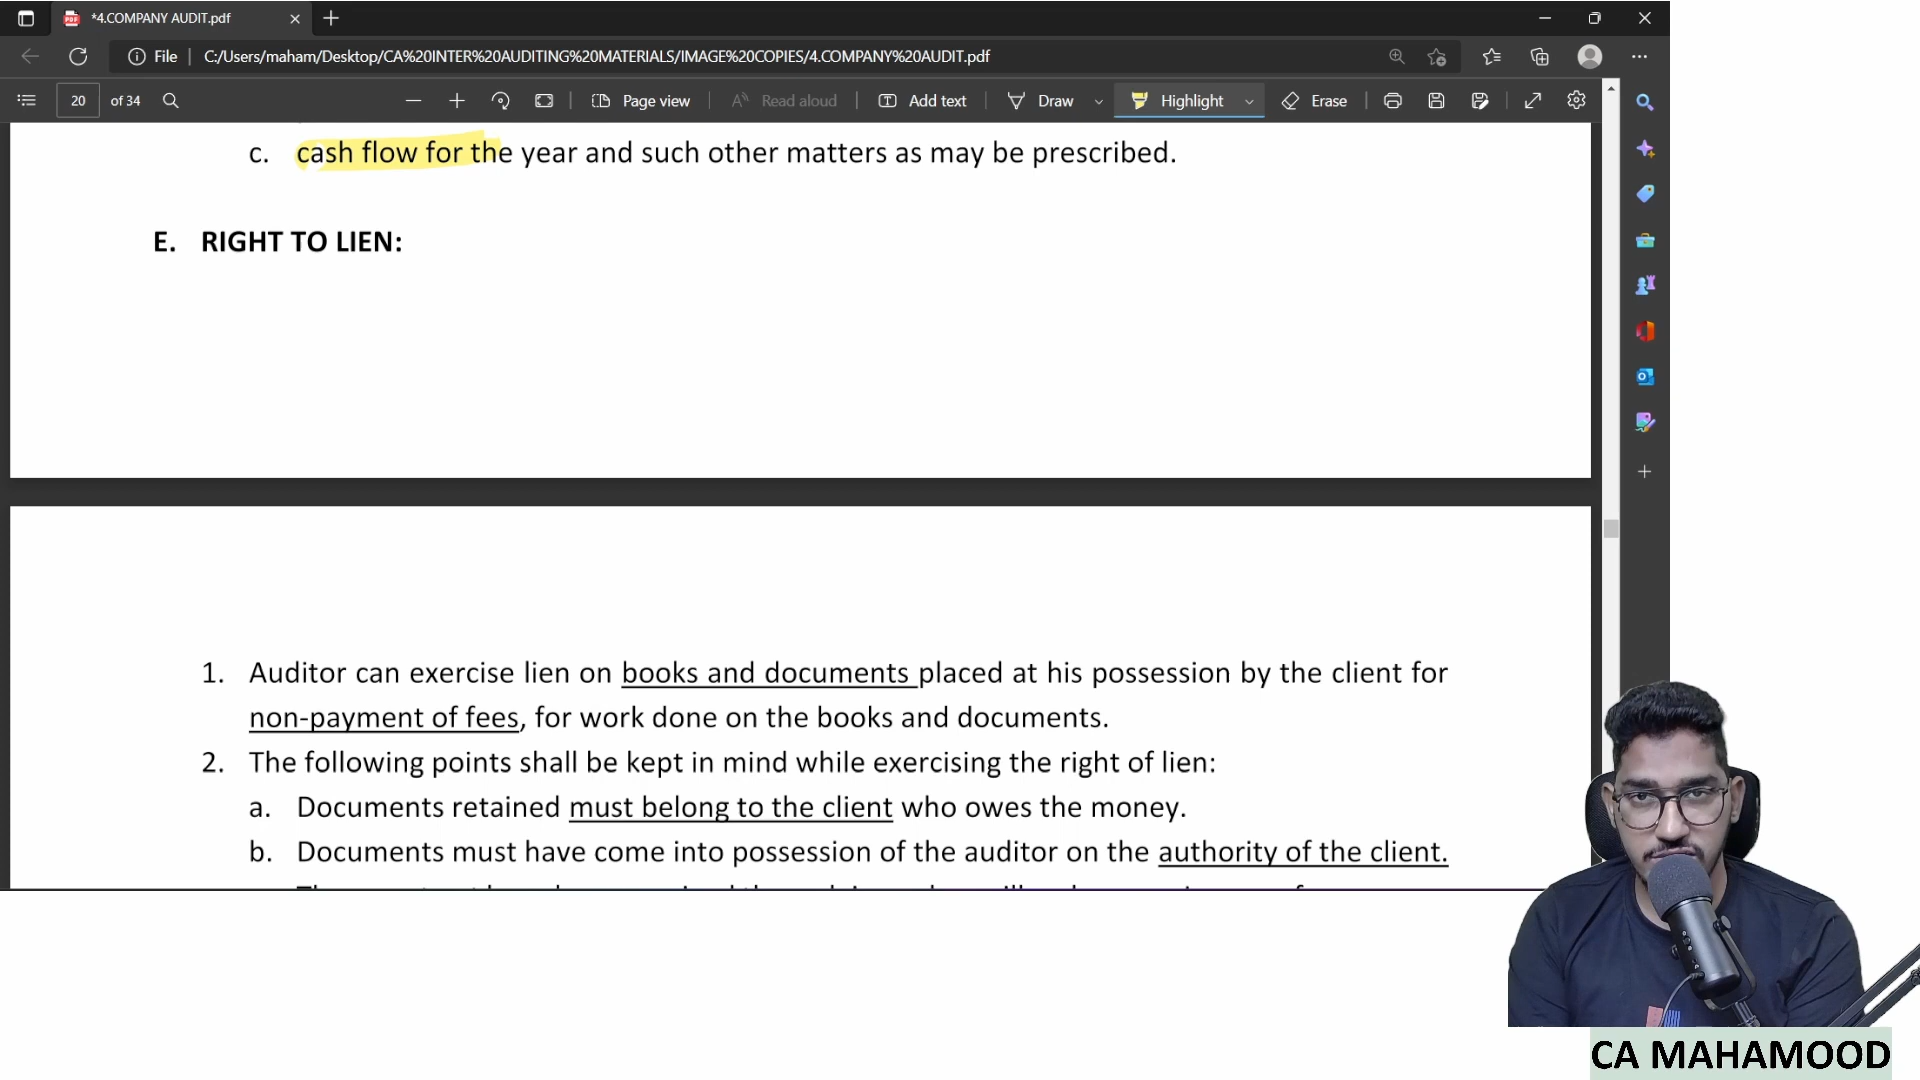 *4.COMPANY AUDIT.pdf
File C:/Users/maham/Desktop/CA%20INTER%20AUDITING%20MATERIALS/IMAGE%20COPIES/4.COMPANY%20AUDIT.pdf
20 of 34 Page view Read aloud Add text Draw Highlight Erase
c. cash flow for the year and such other matters as may be prescribed.
E. RIGHT TO LIEN:
1. Auditor can exercise lien on books and documents placed at his possession by the client for
non-payment of fees, for work done on the books and documents.
2. The following points shall be kept in mind while exercising the right of lien:
a. Documents retained must belong to the client who owes the money.
b. Documents must have come into possession of the auditor on the authority of the client.
CA MAHAMOOD